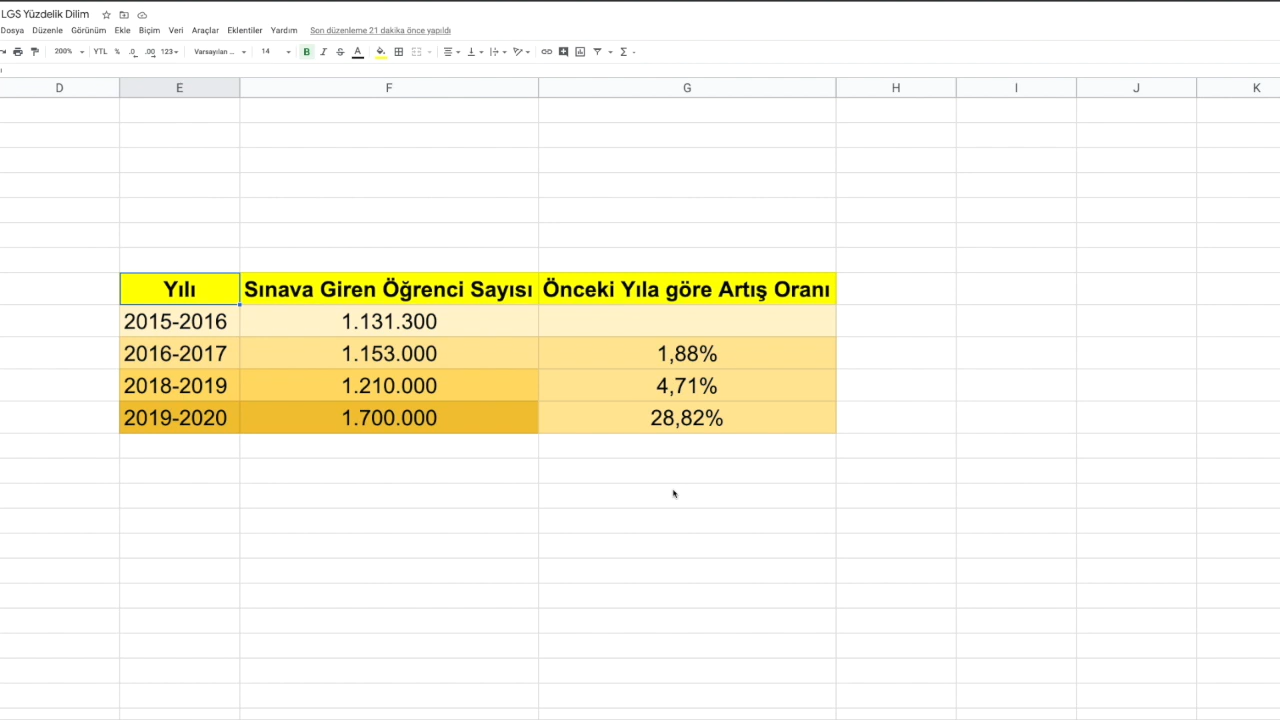 LGS Yüzdelik Dilim
Dosya Düzenle Görünüm Ekle Biçim Veri Araçlar Eklentiler Yardım Son düzenleme 21 dakika önce yapıldı
200% YTL % .0 .00 123 Varsayılan ... 14 B I S A Σ
D E F G H I J K
Yılı Sınava Giren Öğrenci Sayısı Önceki Yıla göre Artış Oranı
2015-2016 1.131.300
2016-2017 1.153.000 1,88%
2018-2019 1.210.000 4,71%
2019-2020 1.700.000 28,82%